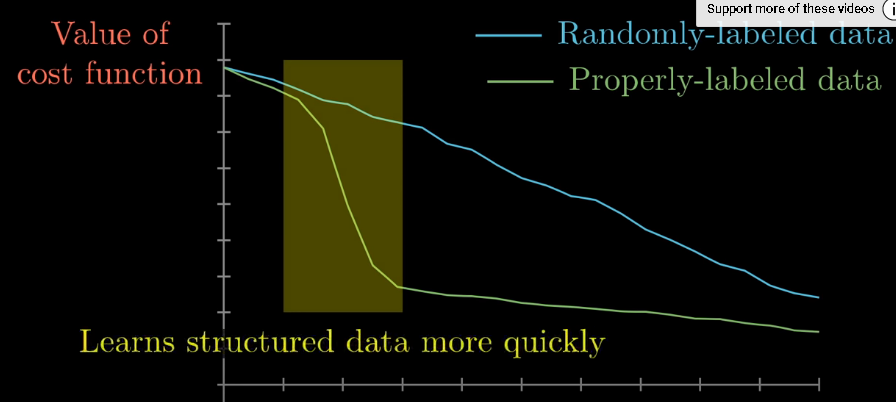 Support more of these videos
Value of
cost function
Randomly-labeled data
Properly-labeled data
Learns structured data more quickly